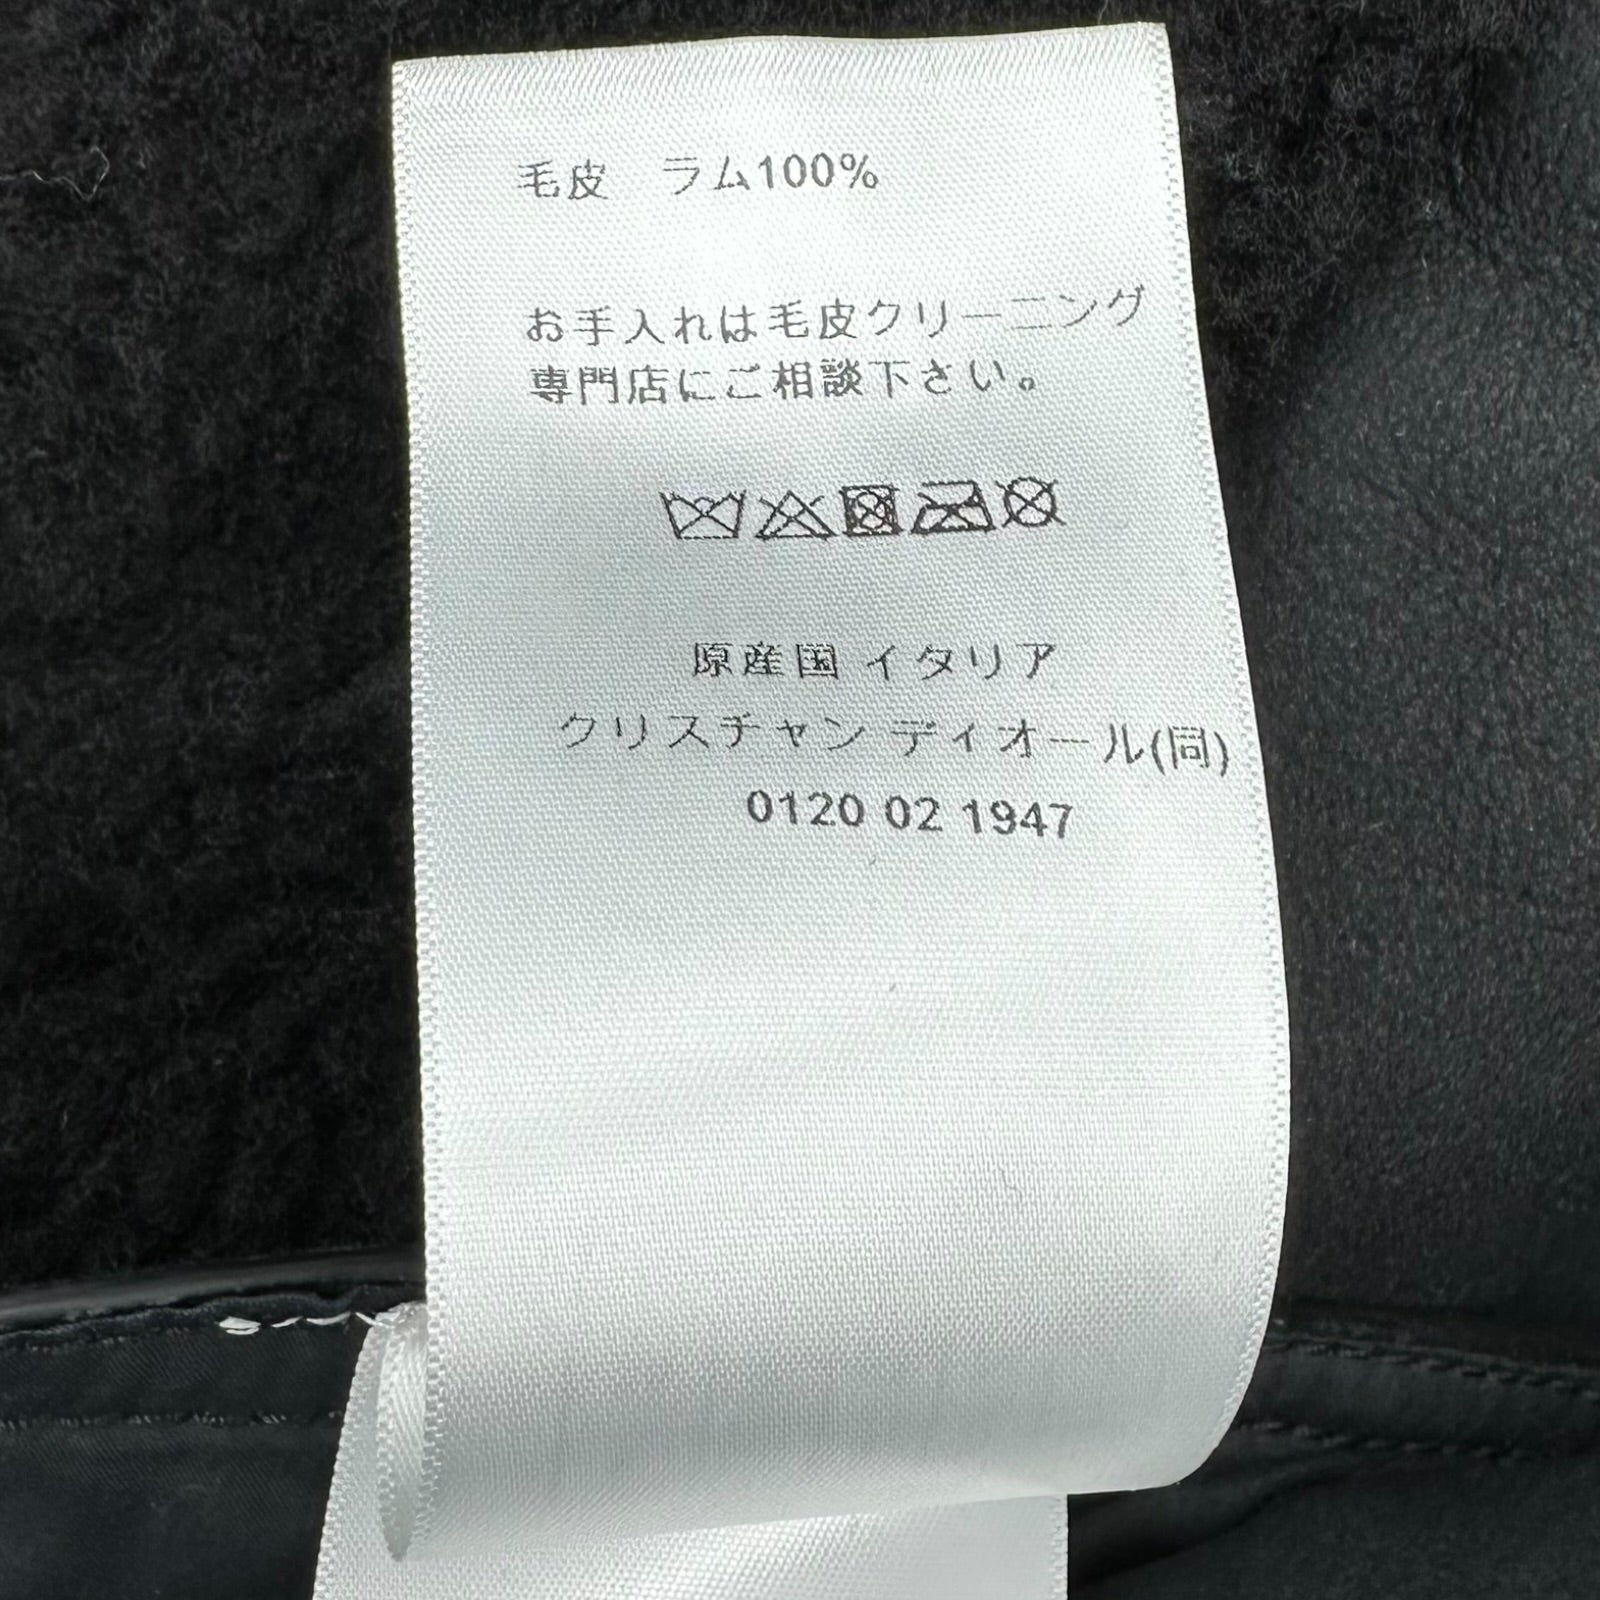 毛皮　ラム100%
お手入れは毛皮クリーニング
専門店にご相談下さい。
原産国 イタリア
クリスチャン ディオール(同)
0120 02 1947